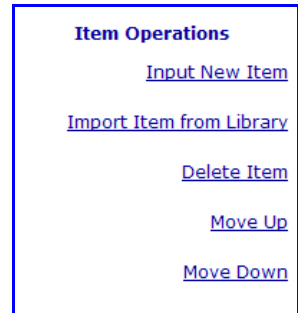 Item Operations
Input New Item
Import Item from Library
Delete Item
Move Up
Move Down